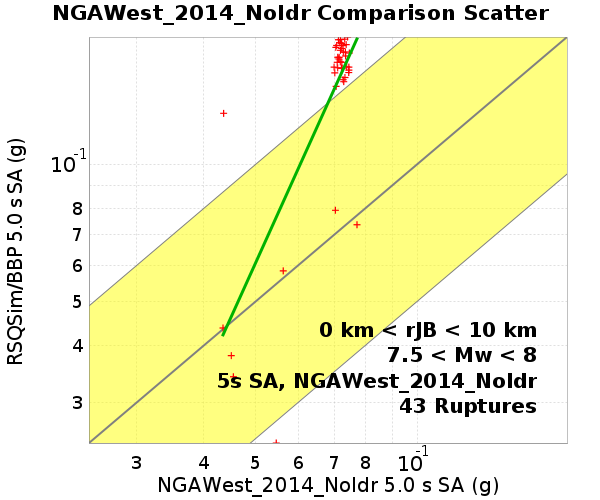 NGAWest_2014_NoIdr Comparison Scatter
RSQSim/BBP 5.0 s SA (g)
10-1
8
7
6
5
4
3
0 km < rJB < 10 km
7.5 < Mw < 8
5s SA, NGAWest_2014_NoIdr
43 Ruptures
3 4 5 6 7 8 10-1
NGAWest_2014_NoIdr 5.0 s SA (g)